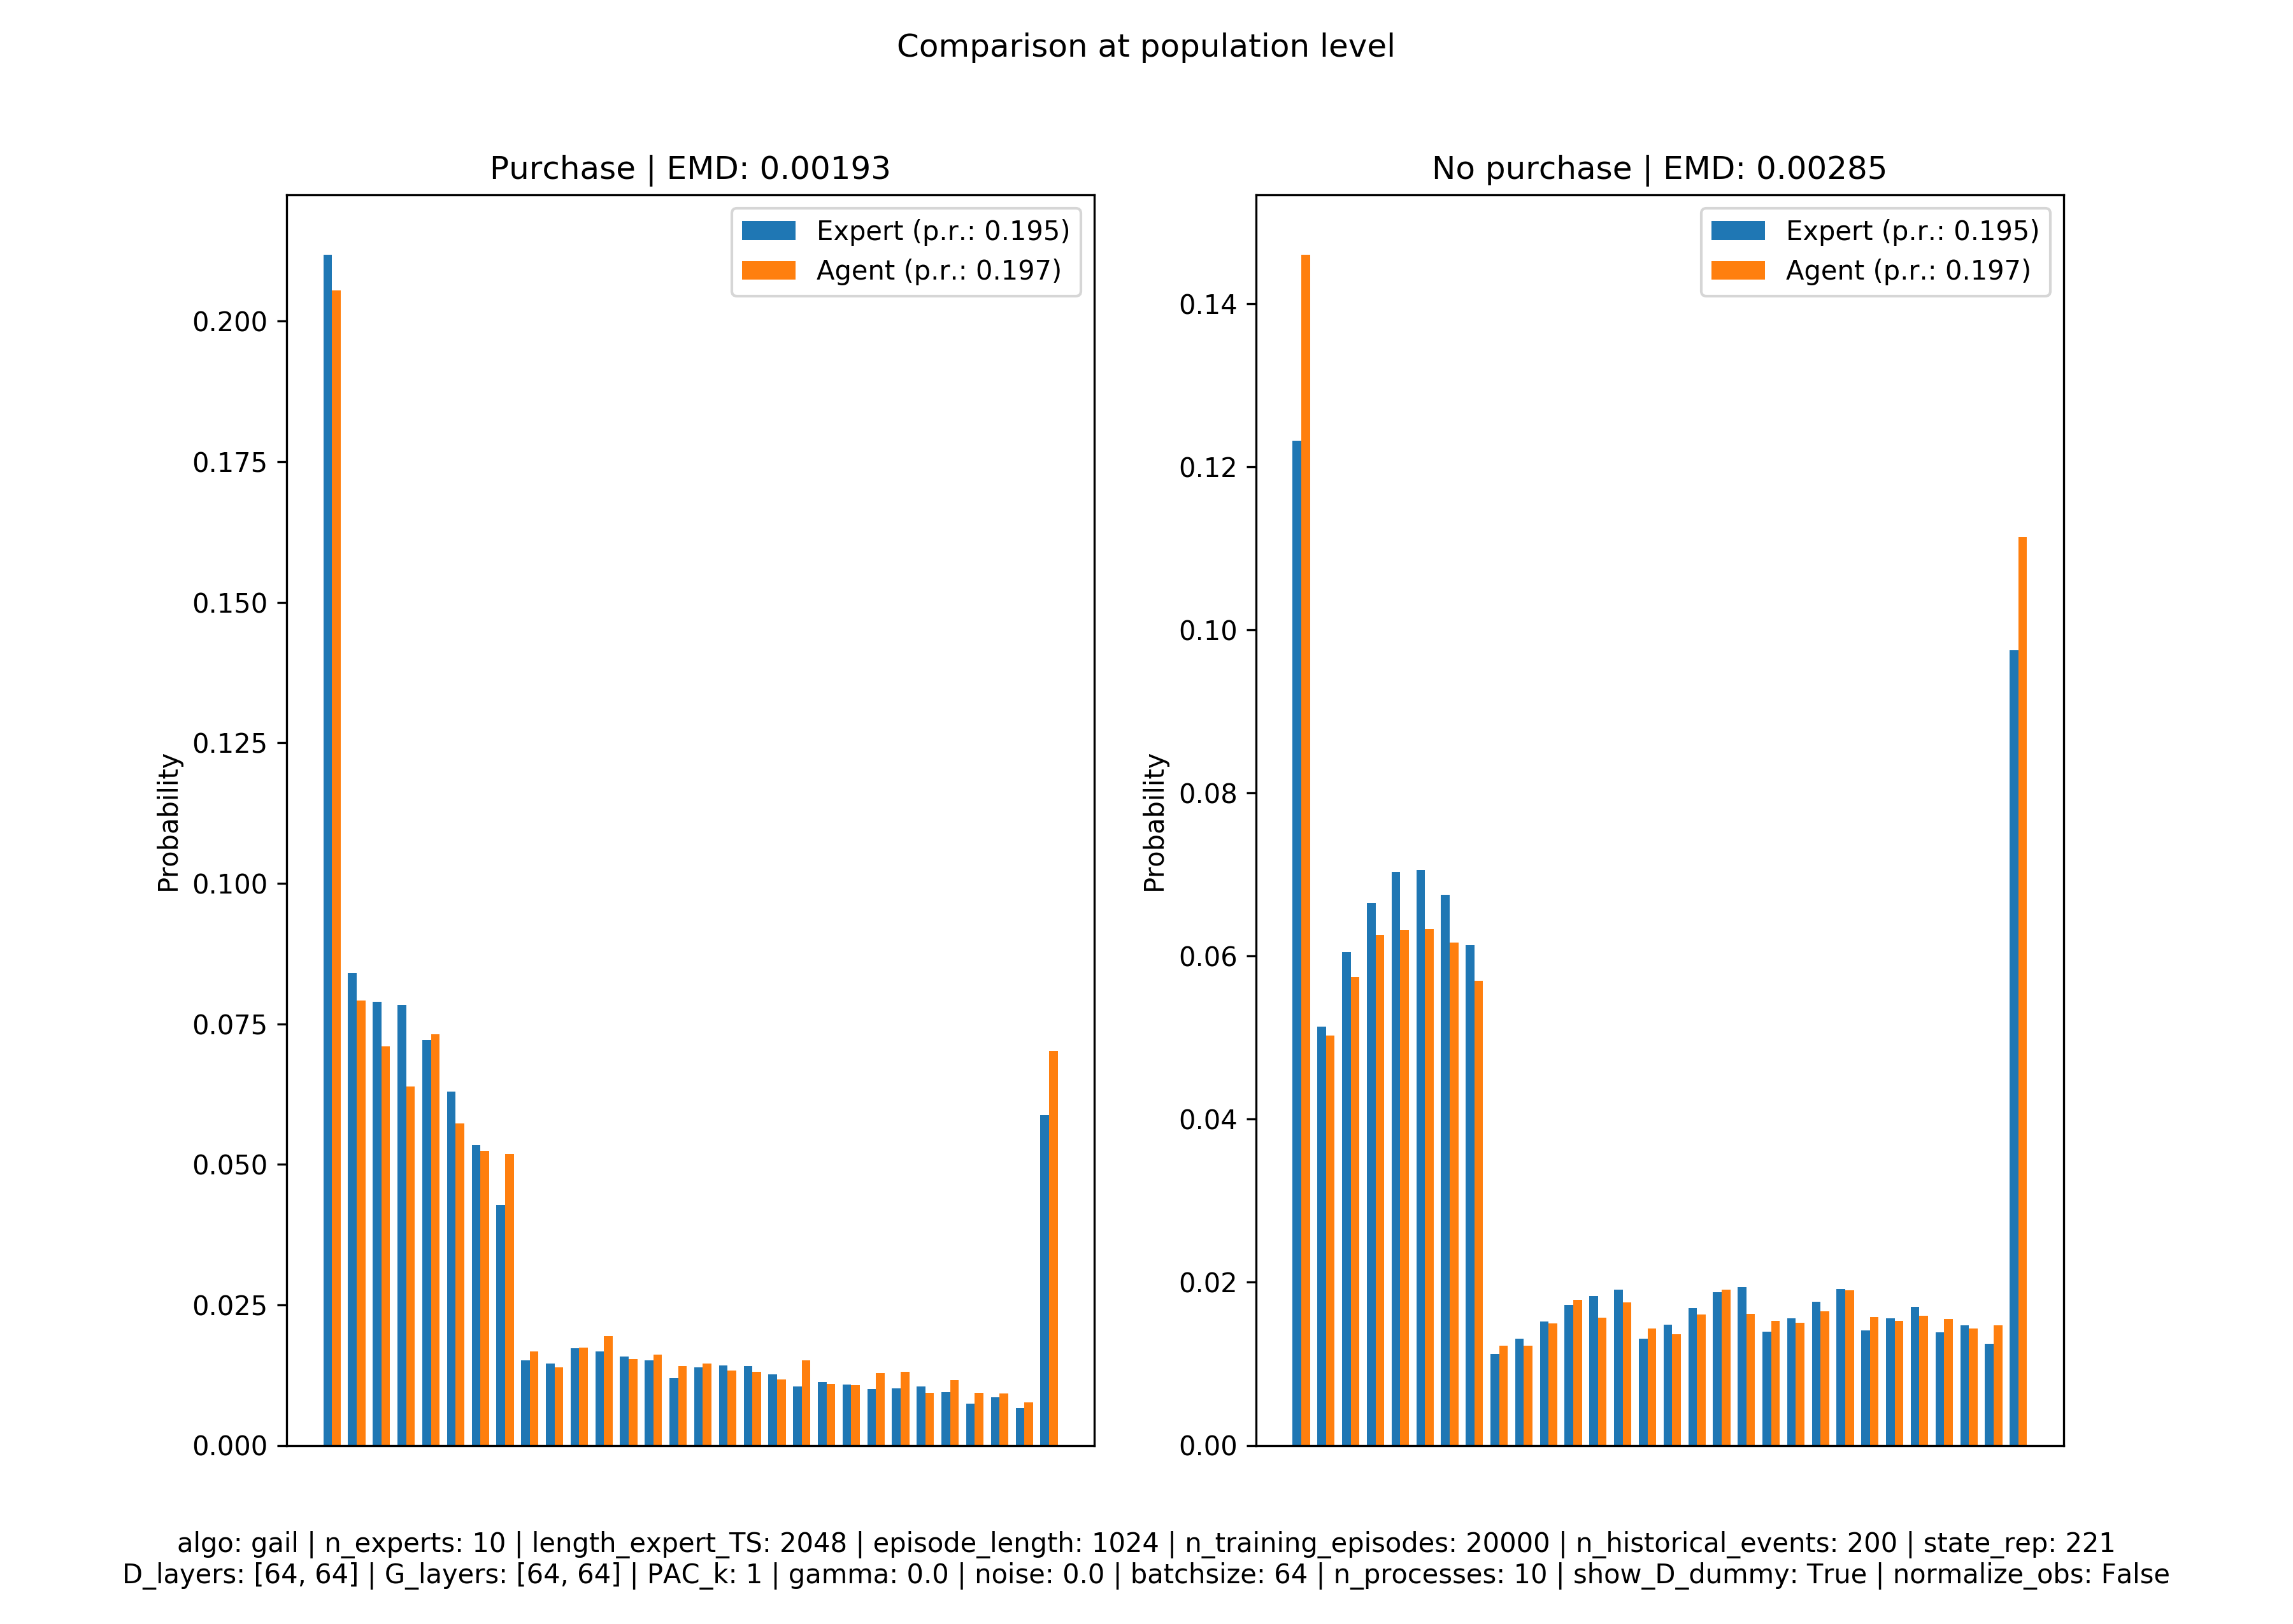 Comparison at population level
Purchase | EMD: 0.00193
Expert (p.r.: 0.195)
Agent (p.r.: 0.197)
0.200
0.175
0.150
0.125
0.100
0.075
0.050
0.025
0.000
Probability
No purchase | EMD: 0.00285
Expert (p.r.: 0.195)
Agent (p.r.: 0.197)
0.14
0.12
0.10
0.08
0.06
0.04
0.02
0.00
Probability
algo: gail | n_experts: 10 | length_expert_TS: 2048 | episode_length: 1024 | n_training_episodes: 20000 | n_historical_events: 200 | state_rep: 221
D_layers: [64, 64] | G_layers: [64, 64] | PAC_k: 1 | gamma: 0.0 | noise: 0.0 | batchsize: 64 | n_processes: 10 | show_D_dummy: True | normalize_obs: False